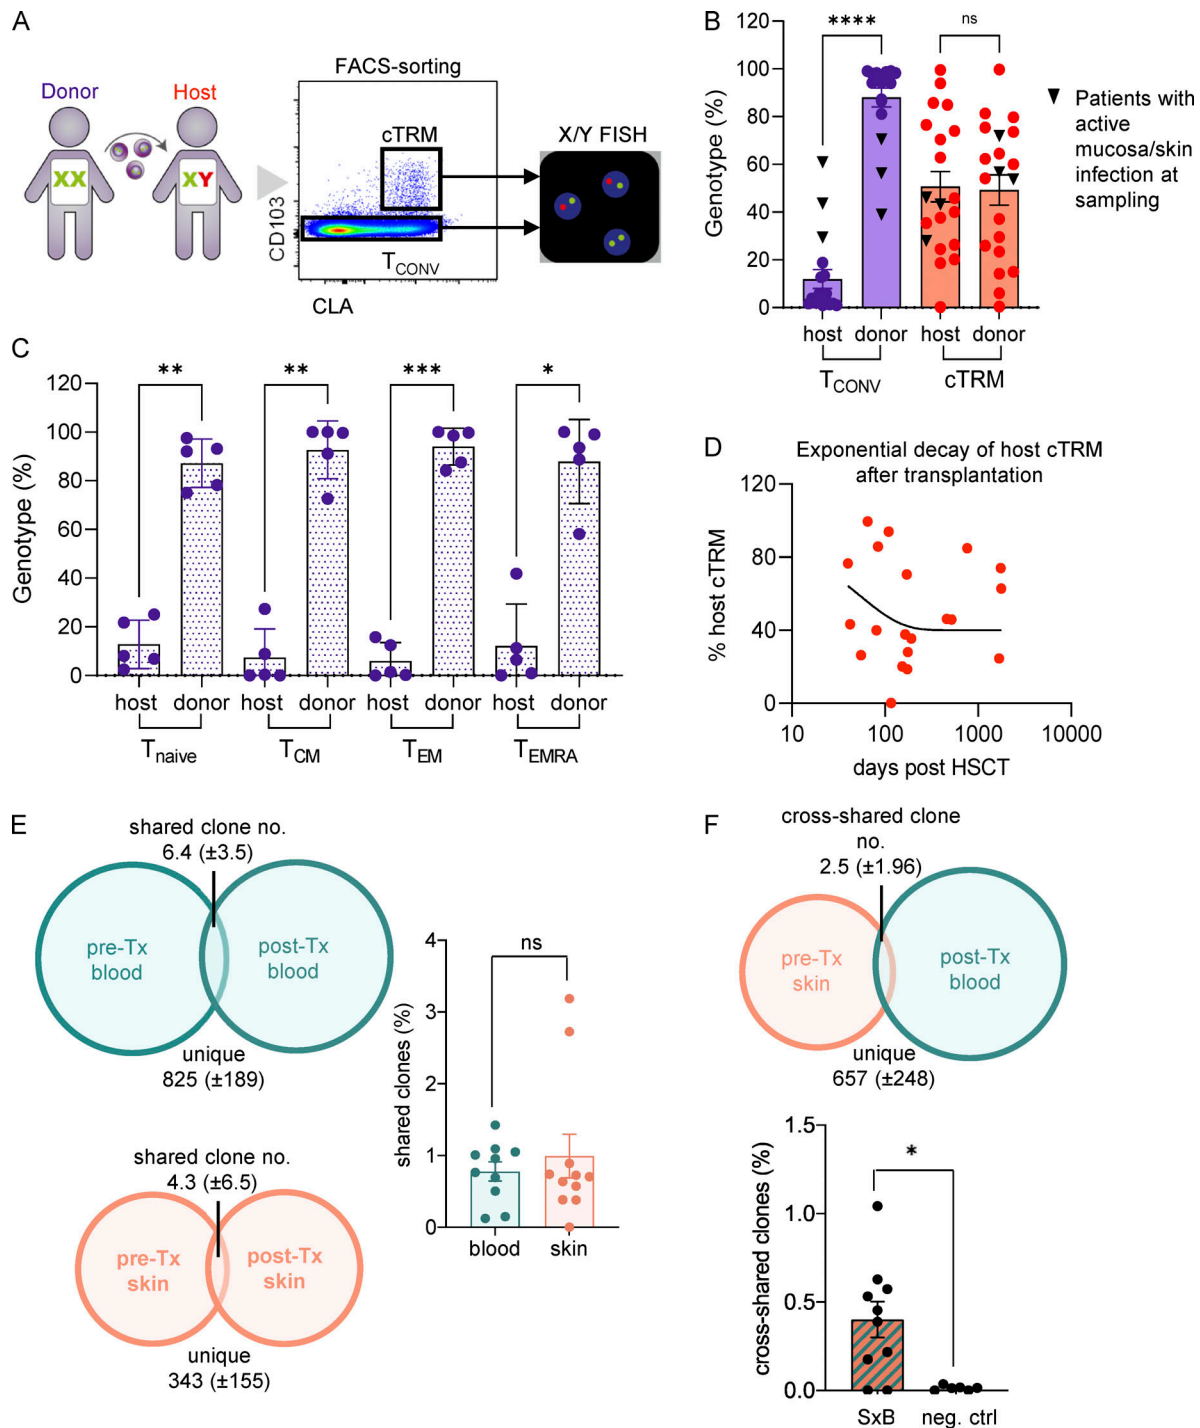 A
Donor
Host
XX
XY
FACS-sorting
cTRM
CD103
T CONV
CLA
X/Y FISH
B
****
ns
Genotype (%)
120
100
80
60
40
20
0
host
donor
host
donor
T CONV
cTRM
Patients with
active
mucosa/skin
infection at
sampling
C
**
**
***
*
Genotype (%)
120
100
80
60
40
20
0
host donor
host donor
host donor
host donor
T naive
T CM
T EM
T EMRA
D
Exponential decay of host cTRM
after transplantation
% host cTRM
120
80
40
0
10
100
1000
10000
days post HSCT
E
shared clone no.
6.4 (±3.5)
pre-Tx
blood
post-Tx
blood
unique
825 (±189)
shared clone no.
4.3 (±6.5)
pre-Tx
skin
post-Tx
skin
unique
343 (±155)
ns
shared clones (%)
4
3
2
1
0
blood
skin
F
cross-shared clone
no.
2.5 (±1.96)
pre-Tx
skin
post-Tx
blood
unique
657 (±248)
*
cross-shared clones (%)
1.5
1.0
0.5
0.0
SxB
neg. ctrl